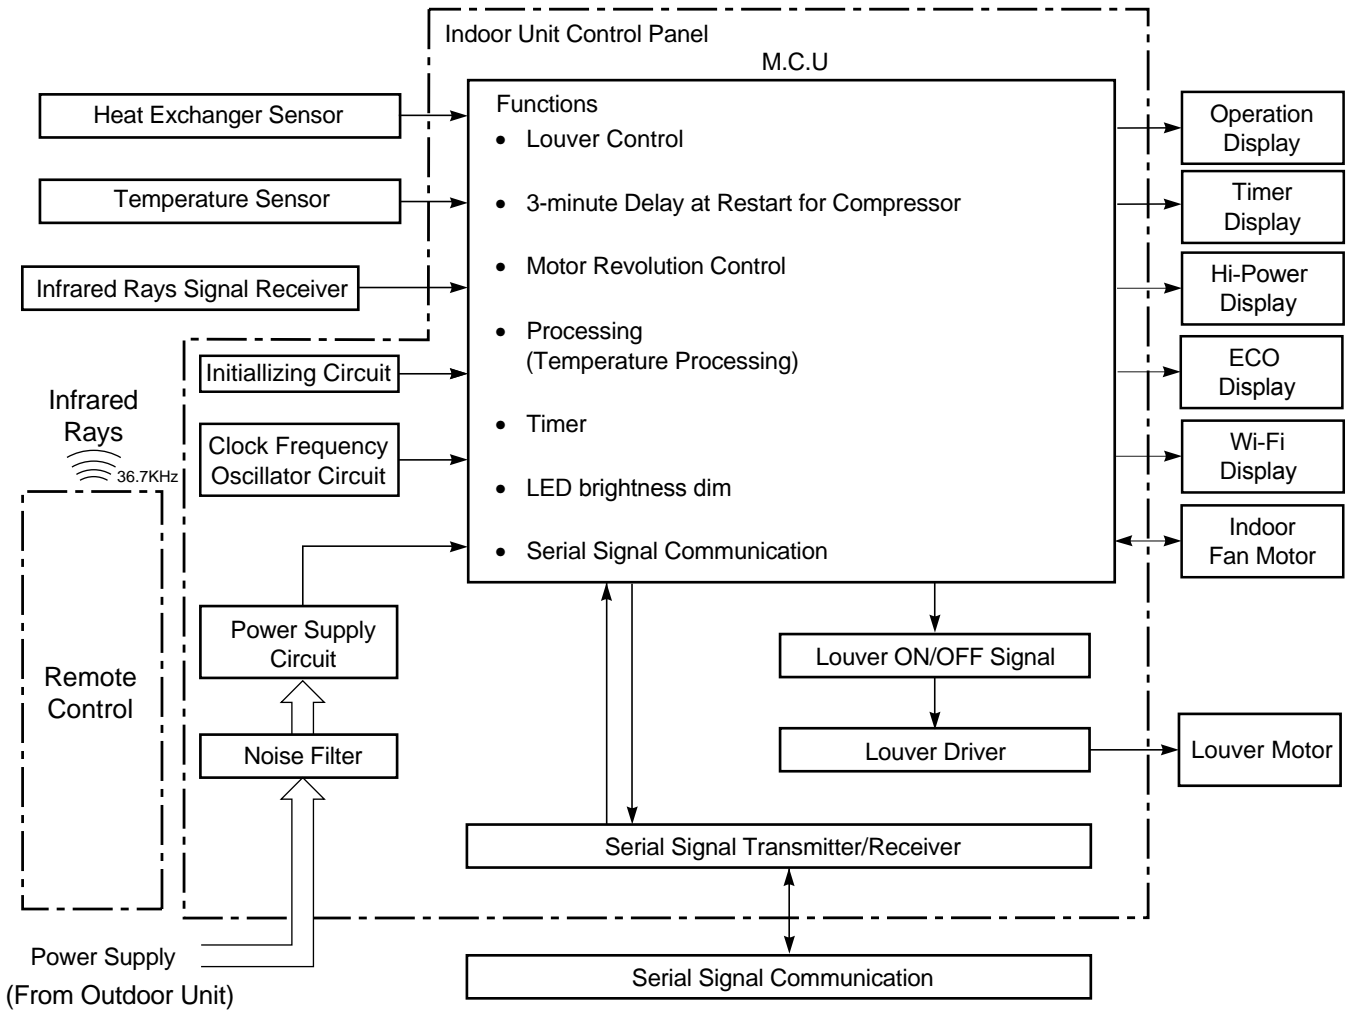 Indoor Unit Control Panel
M.C.U
Heat Exchanger Sensor
Temperature Sensor
Infrared Rays Signal Receiver
Initiallizing Circuit
Clock Frequency
Oscillator Circuit
Infrared
Rays
36.7KHz
Remote
Control
Power Supply
Circuit
Noise Filter
Power Supply
(From Outdoor Unit)
Functions
• Louver Control
• 3-minute Delay at Restart for Compressor
• Motor Revolution Control
• Processing
(Temperature Processing)
• Timer
• LED brightness dim
• Serial Signal Communication
Louver ON/OFF Signal
Louver Driver
Serial Signal Transmitter/Receiver
Serial Signal Communication
Operation
Display
Timer
Display
Hi-Power
Display
ECO
Display
Wi-Fi
Display
Indoor
Fan Motor
Louver Motor